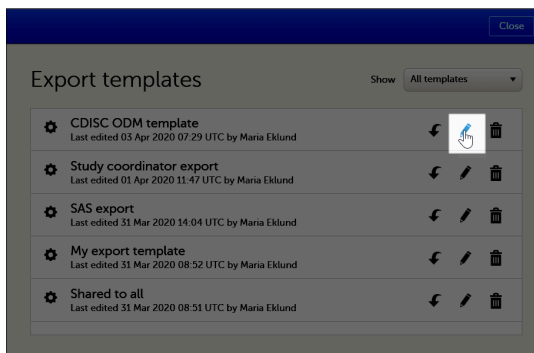 Close
Export templates
Show All templates
CDISC ODM template
Last edited 03 Apr 2020 07:29 UTC by Maria Eklund
Study coordinator export
Last edited 01 Apr 2020 11:47 UTC by Maria Eklund
SAS export
Last edited 31 Mar 2020 14:04 UTC by Maria Eklund
My export template
Last edited 31 Mar 2020 08:52 UTC by Maria Eklund
Shared to all
Last edited 31 Mar 2020 08:51 UTC by Maria Eklund